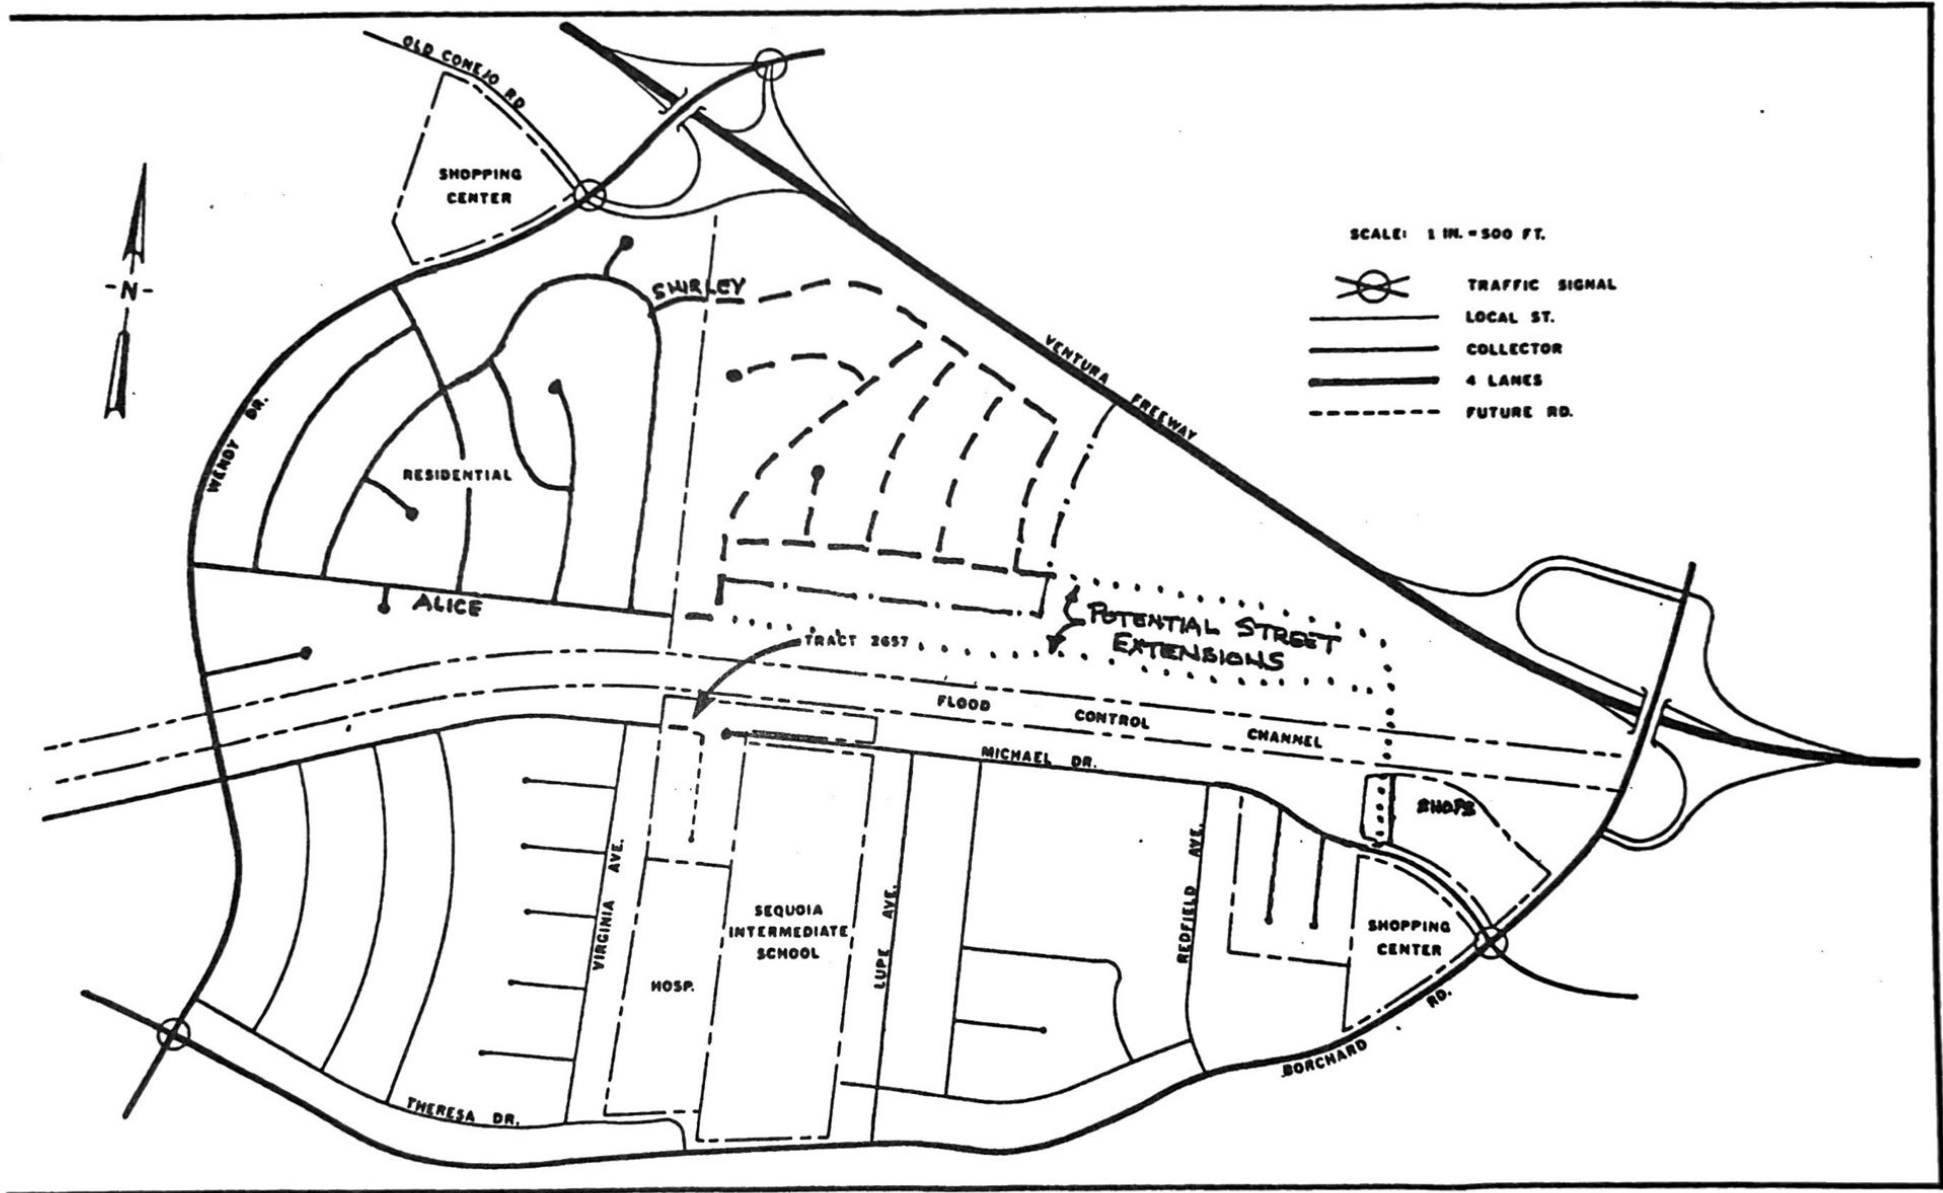 OLD CONEJO RD
SHOPPING
CENTER
-N-
SHIRLEY
SCALE: 1 IN. = 500 FT.
TRAFFIC SIGNAL
LOCAL ST.
COLLECTOR
4 LANES
FUTURE RD.
VENTURA FREEWAY
WENDY DR.
RESIDENTIAL
ALICE
POTENTIAL STREET
EXTENSIONS
TRACT 2657
FLOOD CONTROL CHANNEL
MICHAEL DR.
SHOPS
VIRGINIA AVE.
SEQUOIA
INTERMEDIATE
SCHOOL
HOSP.
LUPE AVE.
REDFIELD AVE.
SHOPPING
CENTER
BORCHARD RD.
THERESA DR.